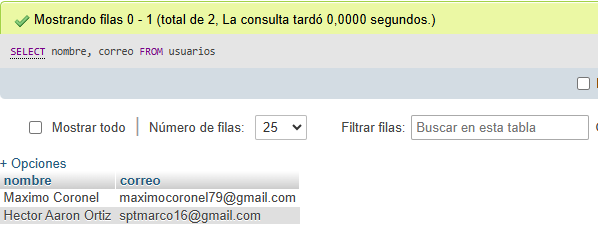 Mostrando filas 0 - 1 (total de 2, La consulta tardó 0,0000 segundos.)
SELECT nombre, correo FROM usuarios
Mostrar todo | Número de filas: 25 Filtrar filas: Buscar en esta tabla
+ Opciones
nombre correo
Maximo Coronel maximocoronel79@gmail.com
Hector Aaron Ortiz sptmarco16@gmail.com